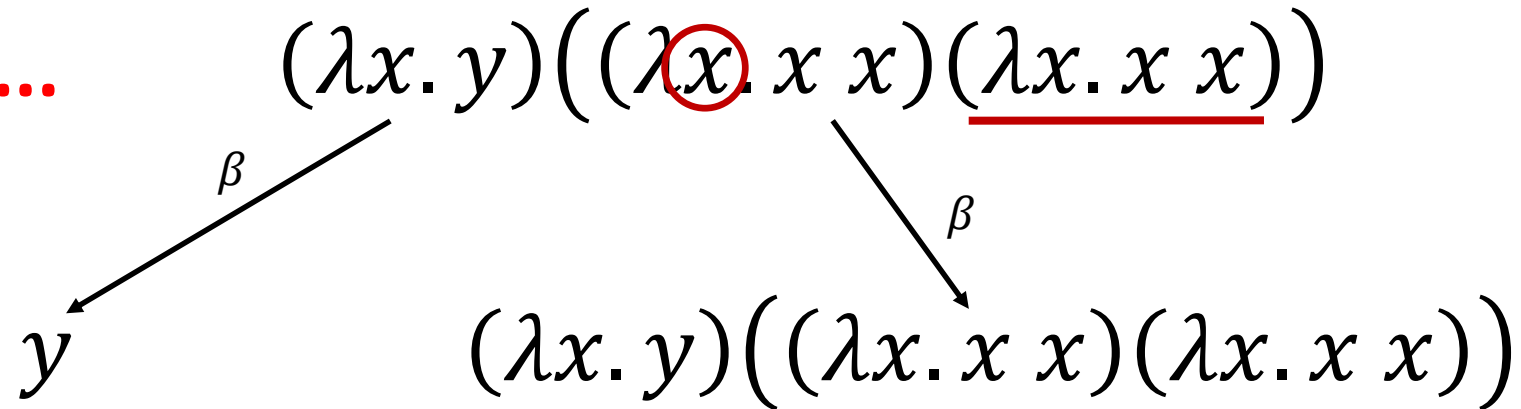 ... (λx. y)((λx. x x)(λx. x x))
β
β
y (λx. y)((λx. x x)(λx. x x))